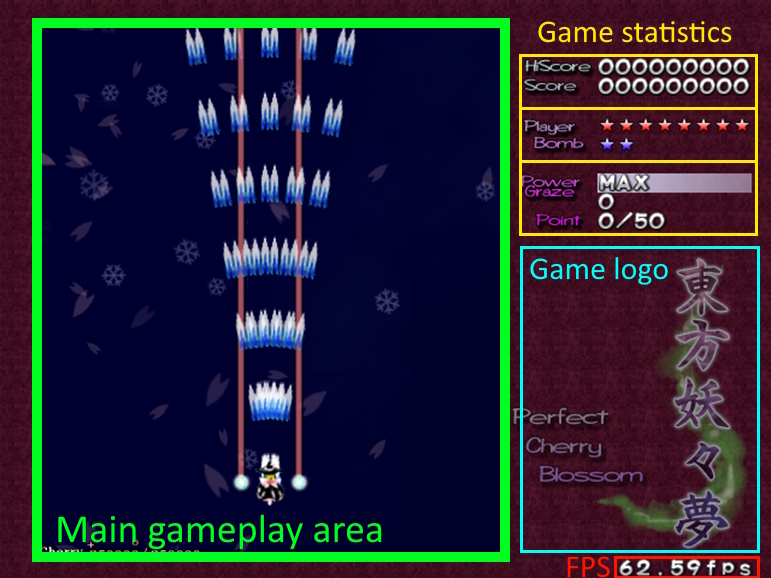 Game statistics
HiScore 000000000
Score 000000000
Player ★★★★★★★★
Bomb ★★
Power MAX
Graze 0
Point 0/50
Game logo
東方妖々夢
Perfect
Cherry
Blossom
Main gameplay area
Cherry
FPS 62.59fps